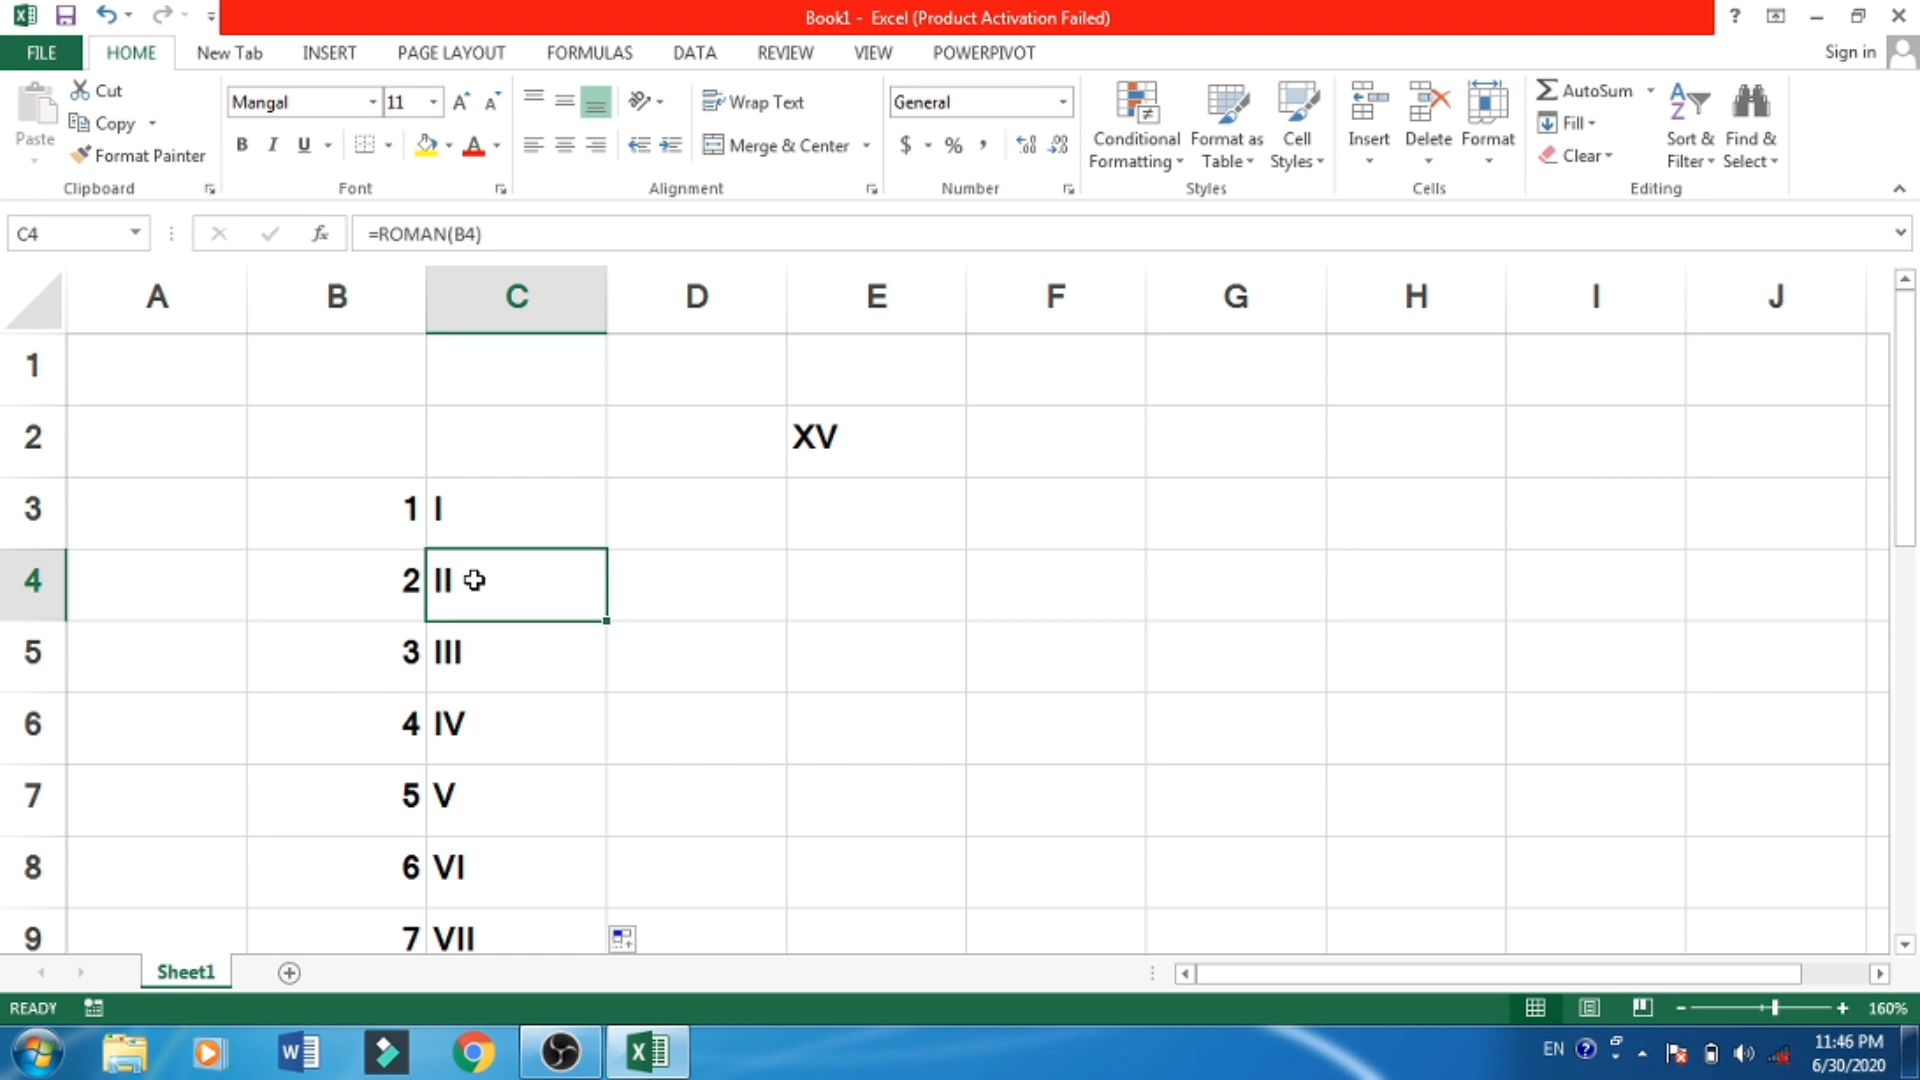 Book1 - Excel (Product Activation Failed)
?
FILE HOME New Tab INSERT PAGE LAYOUT FORMULAS DATA REVIEW VIEW POWERPIVOT Sign in
Paste
Cut
Copy
Format Painter
Clipboard
Mangal 11
B I U
Font
Wrap Text
Merge & Center
Alignment
General
$ % ,
Number
Conditional Formatting
Format as Table
Cell Styles
Styles
Insert Delete Format
Cells
AutoSum
Fill
Clear
Sort & Filter
Find & Select
Editing
C4 fx =ROMAN(B4)
A B C D E F G H I J
1
2 XV
3 1 I
4 2 II
5 3 III
6 4 IV
7 5 V
8 6 VI
9 7 VII
Sheet1
READY 160%
EN 11:46 PM
6/30/2020